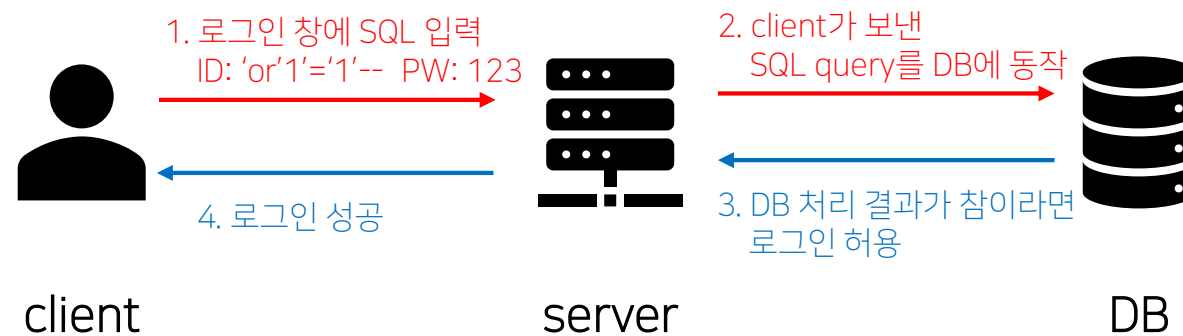 1. 로그인 창에 SQL 입력
ID: ‘or’1’=‘1’-- PW: 123
2. client가 보낸
SQL query를 DB에 동작
4. 로그인 성공
3. DB 처리 결과가 참이라면
로그인 허용
client
server
DB